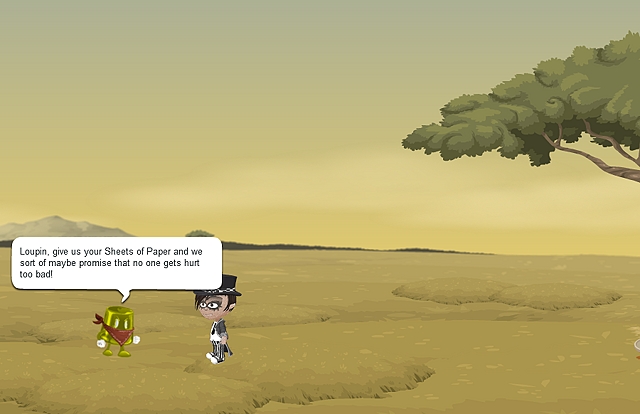 Loupin, give us your Sheets of Paper and we
sort of maybe promise that no one gets hurt
too bad!